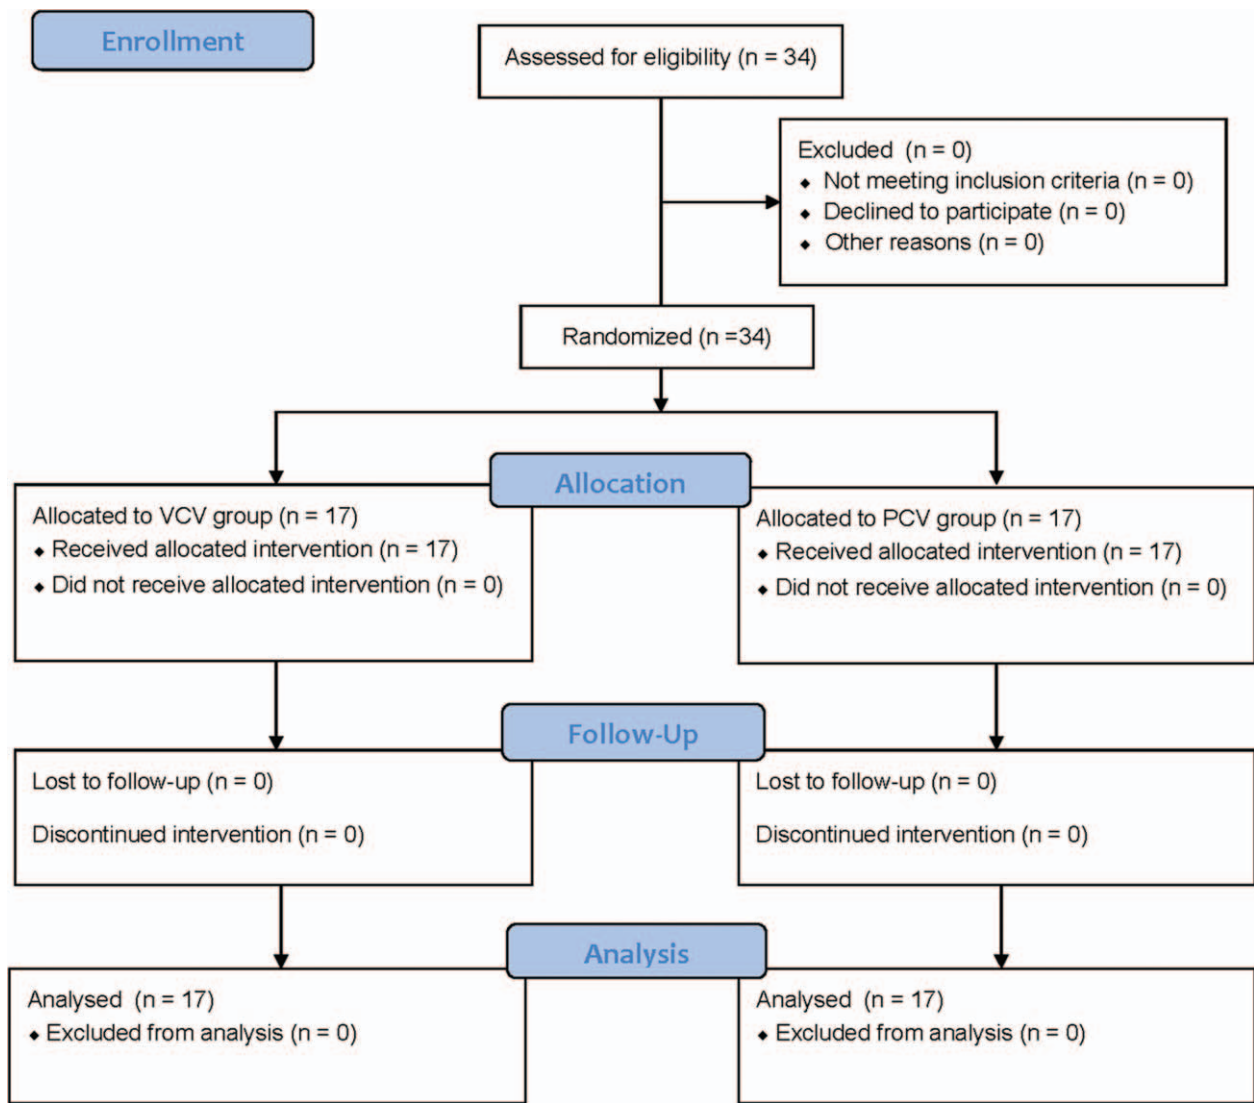 Enrollment
Assessed for eligibility (n = 34)
Excluded (n = 0)
⬥ Not meeting inclusion criteria (n = 0)
⬥ Declined to participate (n = 0)
⬥ Other reasons (n = 0)
Randomized (n =34)
Allocation
Allocated to VCV group (n = 17)
⬥ Received allocated intervention (n = 17)
⬥ Did not receive allocated intervention (n = 0)
Allocated to PCV group (n = 17)
⬥ Received allocated intervention (n = 17)
⬥ Did not receive allocated intervention (n = 0)
Follow-Up
Lost to follow-up (n = 0)
Discontinued intervention (n = 0)
Lost to follow-up (n = 0)
Discontinued intervention (n = 0)
Analysis
Analysed (n = 17)
⬥ Excluded from analysis (n = 0)
Analysed (n = 17)
⬥ Excluded from analysis (n = 0)